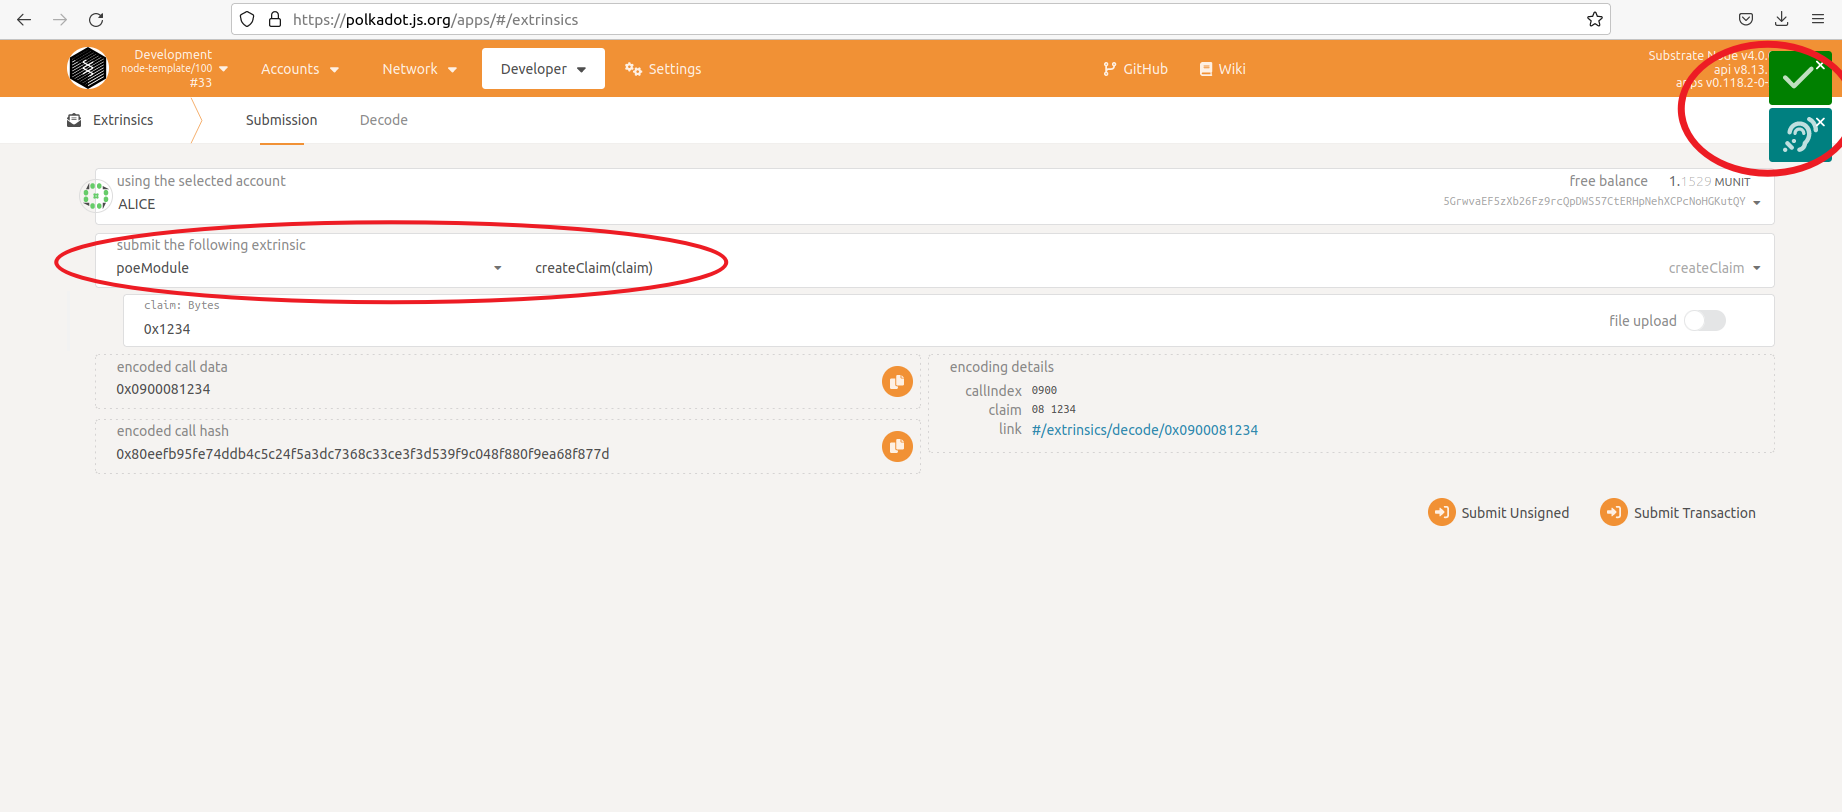 https://polkadot.js.org/apps/#/extrinsics
Development
node-template/100
#33
Accounts
Network
Developer
Settings
GitHub
Wiki
Substrate Node v4.0.
api v8.13.
apps v0.118.2-0-
Extrinsics
Submission
Decode
using the selected account
ALICE
free balance 1.1529 MUNIT
5GrwvaEF5zXb26Fz9rcQpDWS57CtERHpNehXCPcNoHGKutQY
submit the following extrinsic
poeModule
createClaim(claim)
createClaim
claim: Bytes
0x1234
file upload
encoded call data
0x0900081234
encoding details
callIndex 0900
claim 08 1234
link #/extrinsics/decode/0x0900081234
encoded call hash
0x80eefb95fe74ddb4c5c24f5a3dc7368c33ce3f3d539f9c048f880f9ea68f877d
Submit Unsigned
Submit Transaction